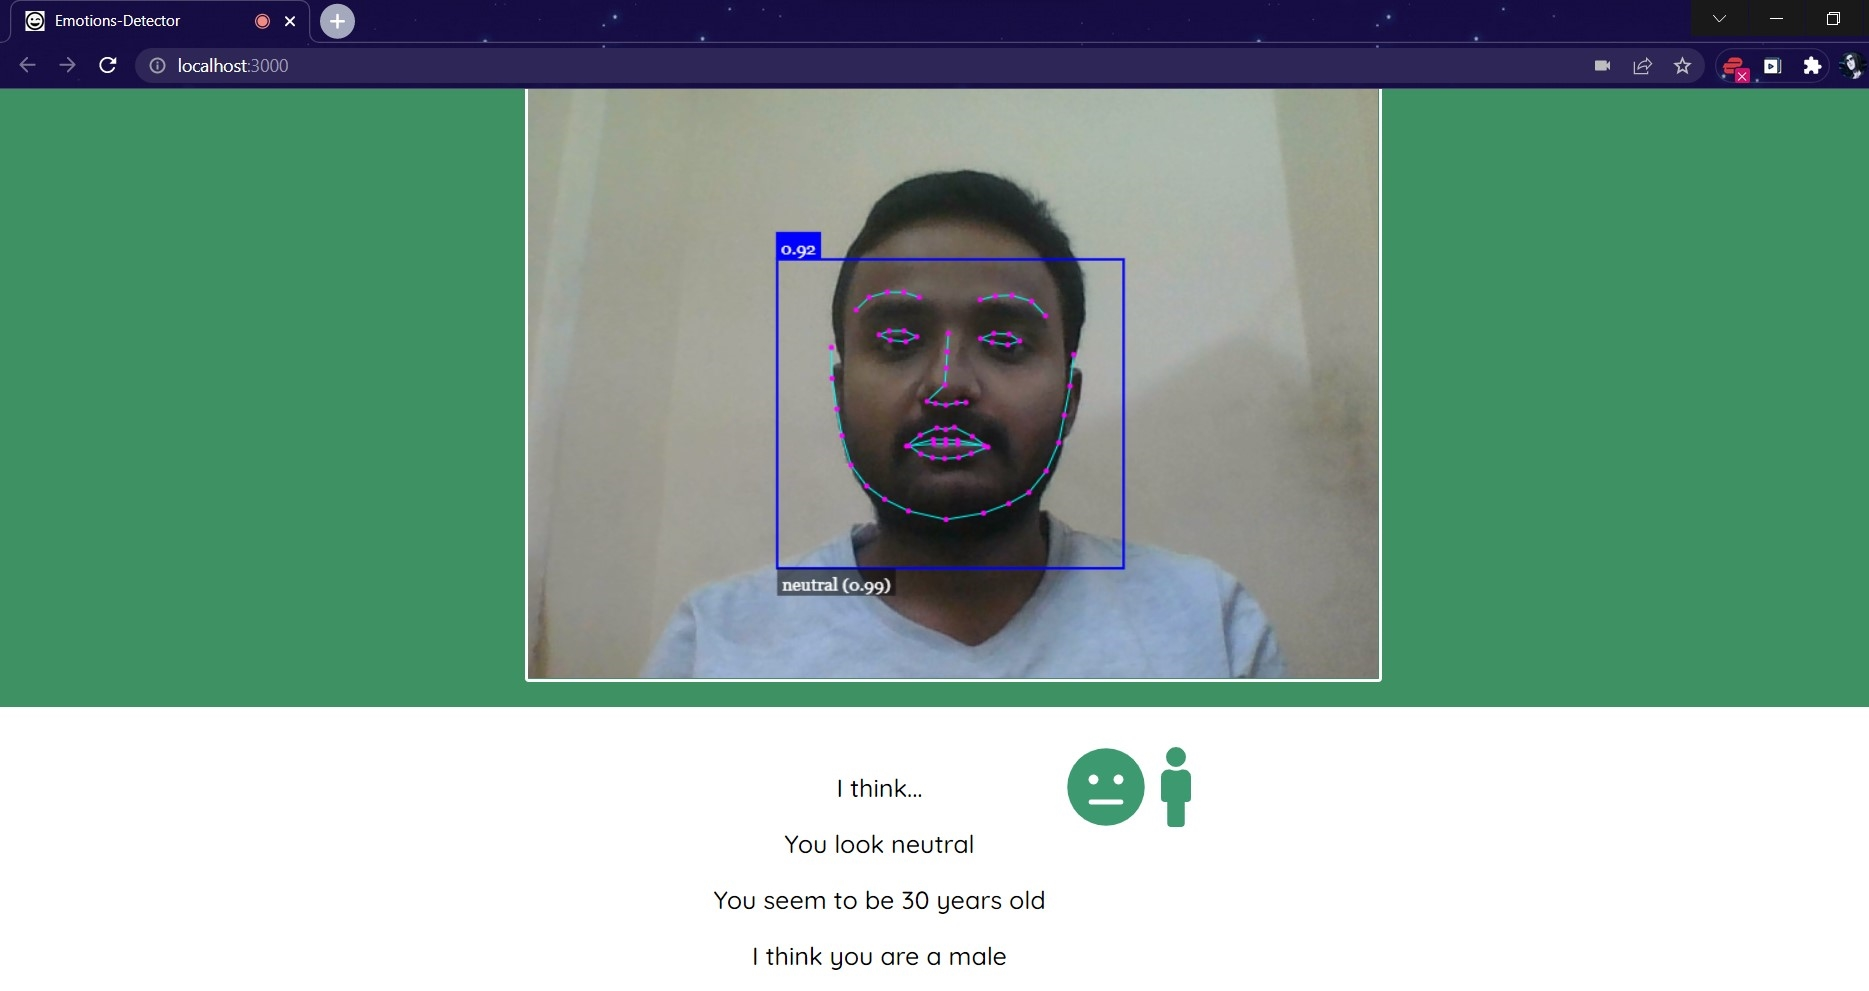 Emotions-Detector
localhost:3000
0.92
neutral (0.99)
I think...
You look neutral
You seem to be 30 years old
I think you are a male